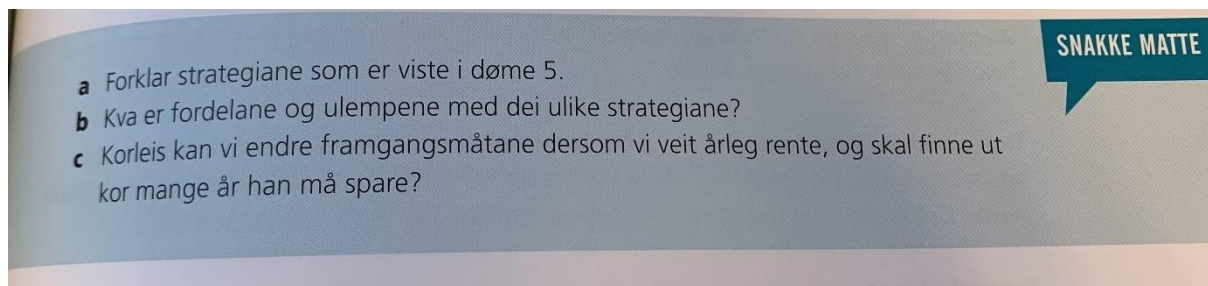 SNAKKE MATTE
a Forklar strategiane som er viste i døme 5.
b Kva er fordelane og ulempene med dei ulike strategiane?
c Korleis kan vi endre framgangsmåtane dersom vi veit årleg rente, og skal finne ut
kor mange år han må spare?